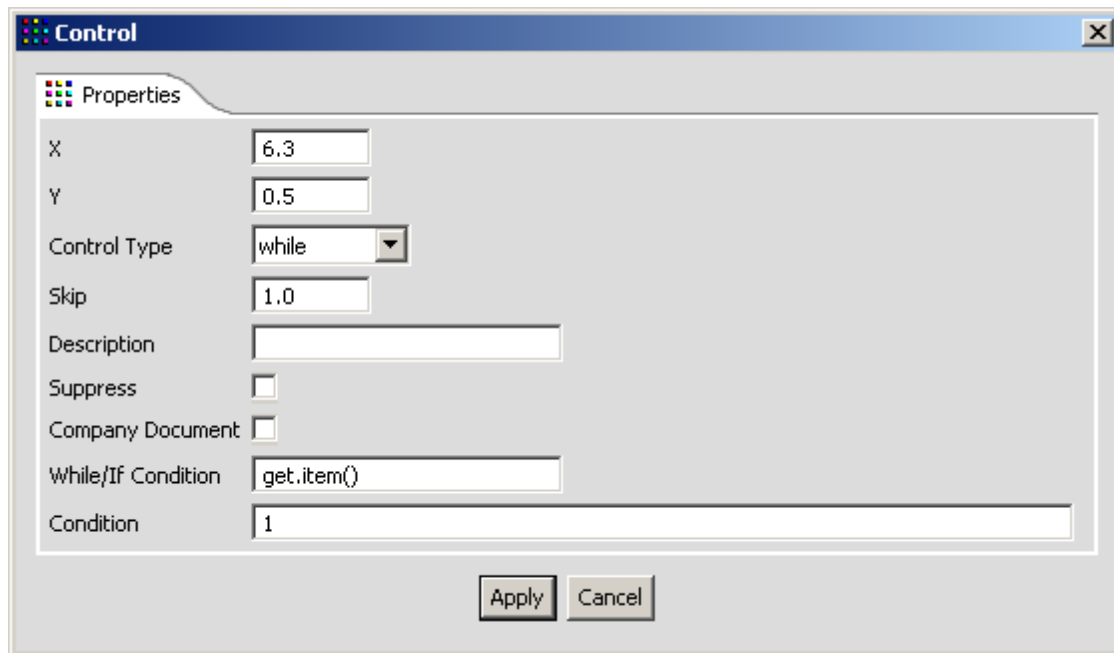 Control
Properties
X 6.3
Y 0.5
Control Type while
Skip 1.0
Description
Suppress
Company Document
While/If Condition get.item()
Condition 1
Apply Cancel